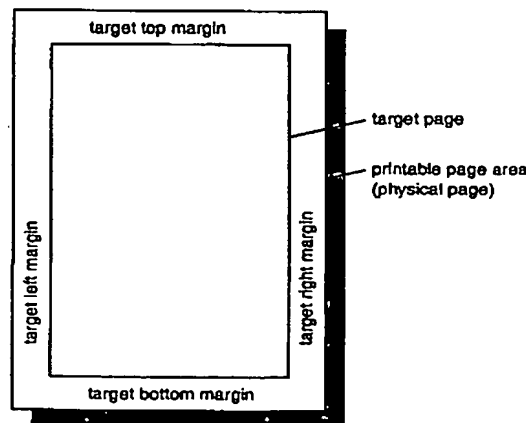 target top margin
target page
printable page area
(physical page)
target left margin
target right margin
target bottom margin